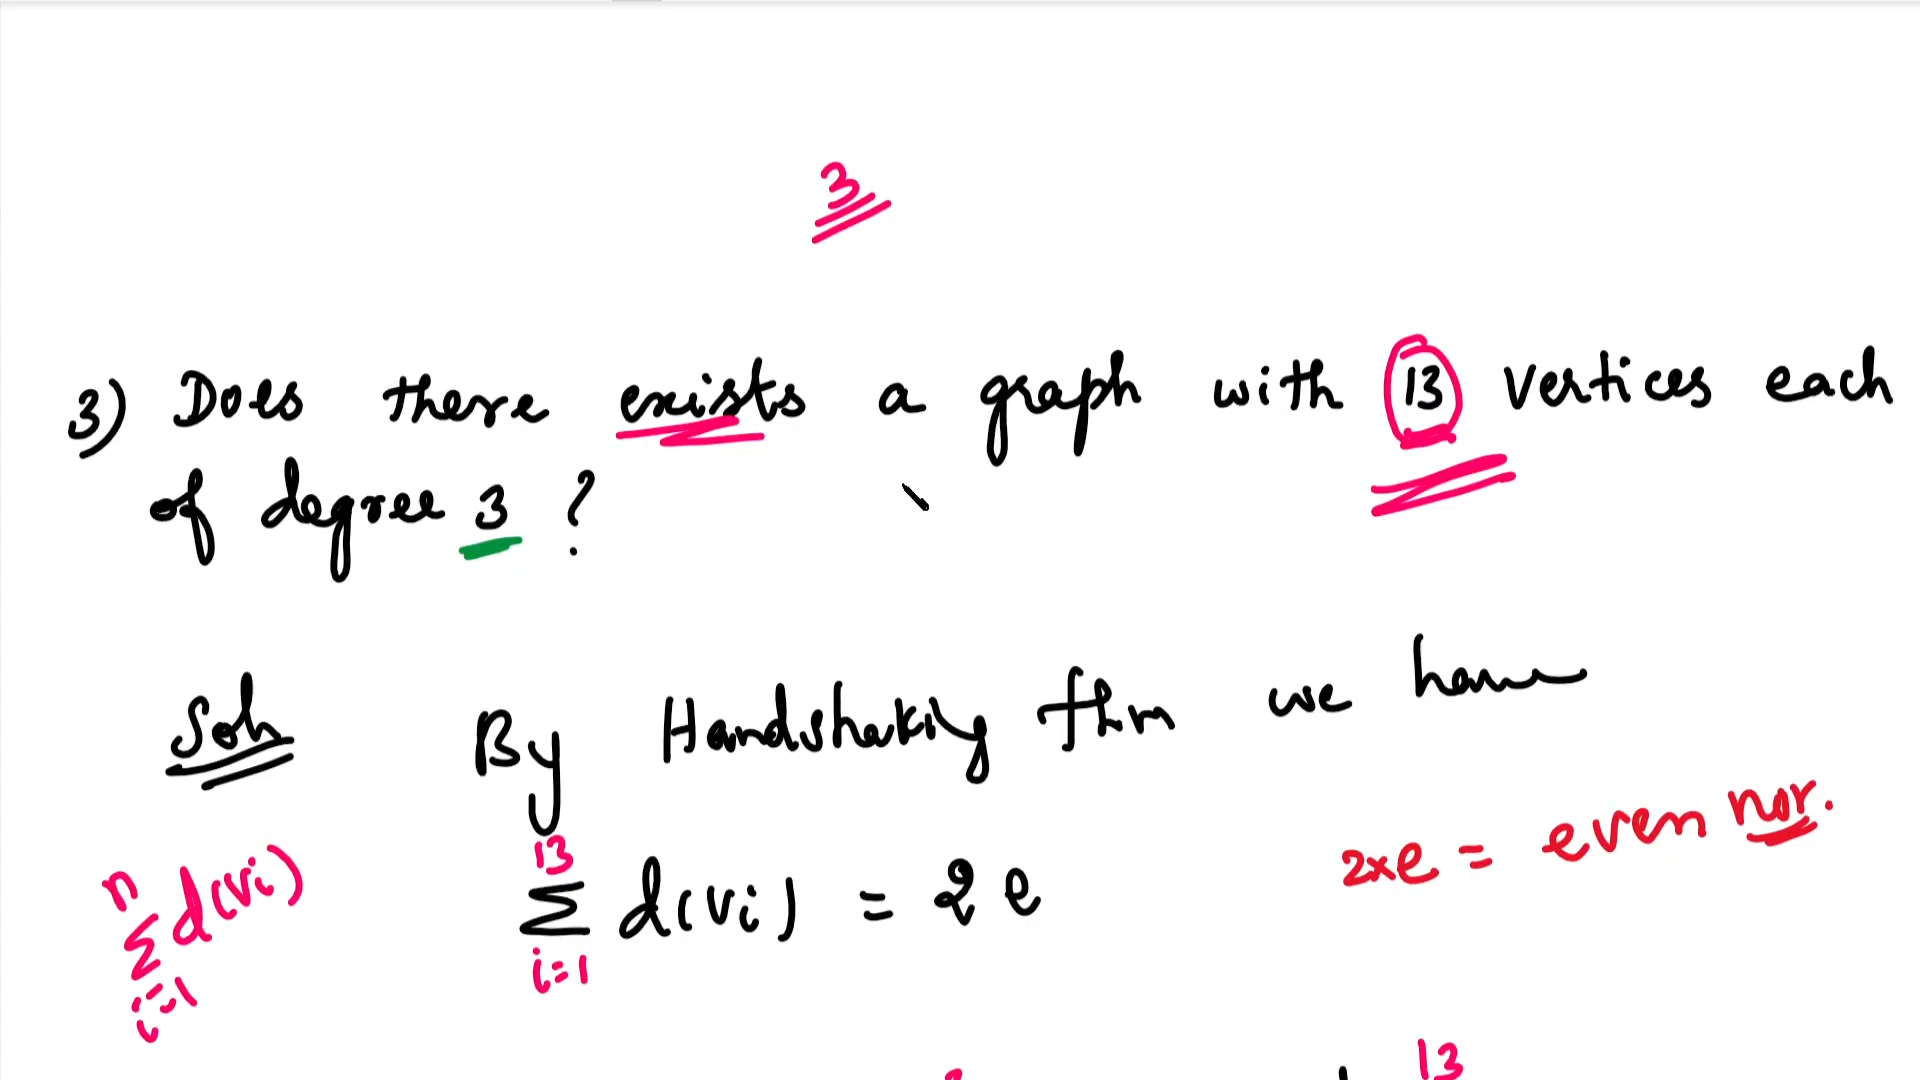 3
3) Does there exists a graph with 13 vertices each
of degree 3 ?
Soln By Handshaking thm we have
2xe = even nor.
n
Σ d(vi)
i=1
13
Σ d(vi) = 2e
i=1
13